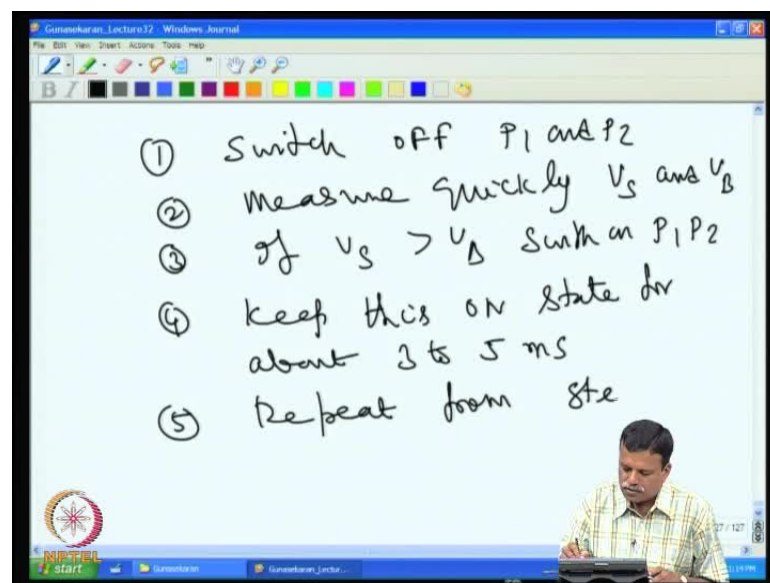 Gunasekaran_Lecture32 - Windows Journal
File Edit View Insert Actions Tools Help
B I
① Switch off P1 and P2
② measure quickly VS and VB
③ If VS > VB Switch on P1 P2
④ Keep this ON state for
about 3 to 5 ms
⑤ Repeat from Ste
27 / 127
NPTEL
start
Gunasekaran
Gunasekaran_Lectur...